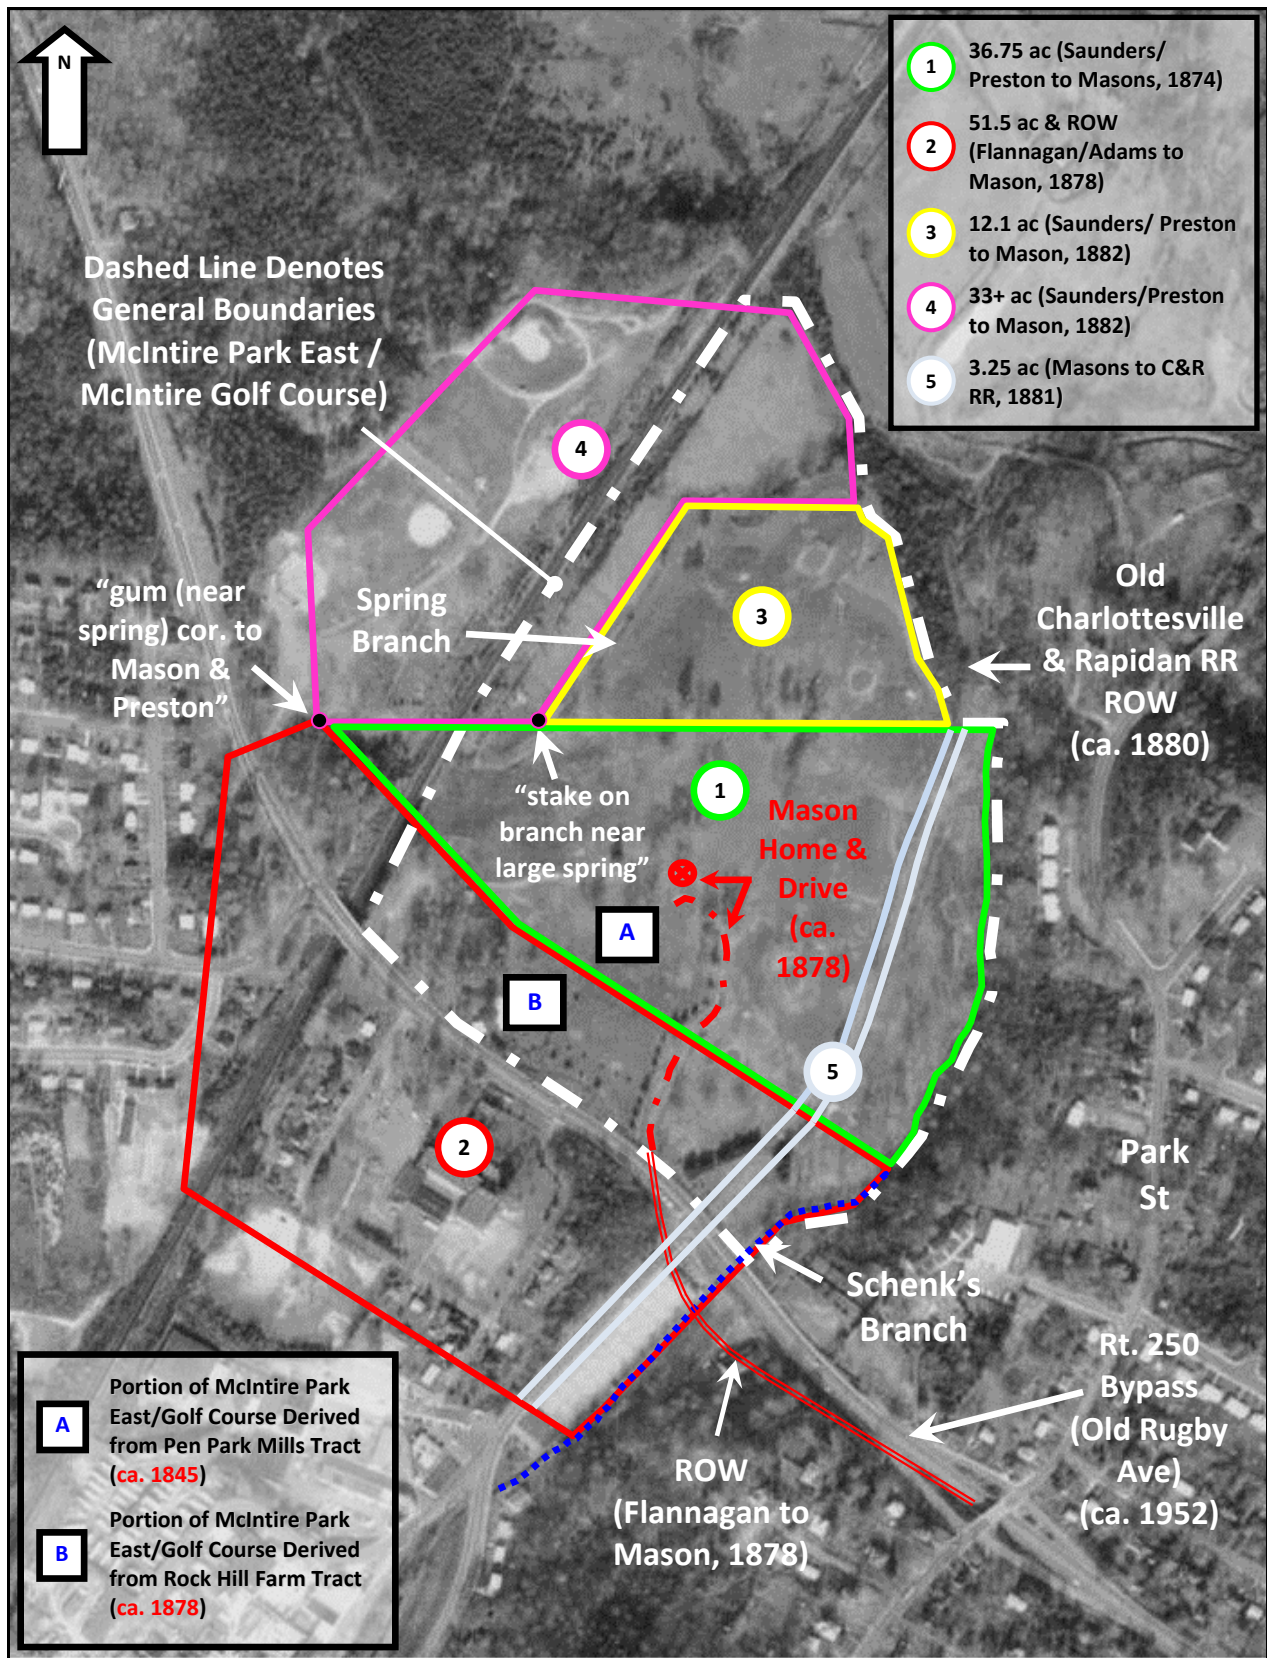 N
1
36.75 ac (Saunders/
Preston to Masons, 1874)
2
51.5 ac & ROW
(Flannagan/Adams to
Mason, 1878)
3
12.1 ac (Saunders/ Preston
to Mason, 1882)
4
33+ ac (Saunders/Preston
to Mason, 1882)
5
3.25 ac (Masons to C&R
RR, 1881)
Dashed Line Denotes
General Boundaries
(McIntire Park East /
McIntire Golf Course)
4
“gum (near
spring) cor. to
Mason &
Preston”
Spring
Branch
3
Old
Charlottesville
& Rapidan RR
ROW
(ca. 1880)
“stake on
branch near
large spring”
1
Mason
Home &
Drive
(ca.
1878)
A
B
5
2
Park
St
Schenk’s
Branch
Rt. 250
Bypass
(Old Rugby
Ave)
(ca. 1952)
ROW
(Flannagan to
Mason, 1878)
A
Portion of McIntire Park
East/Golf Course Derived
from Pen Park Mills Tract
(ca. 1845)
B
Portion of McIntire Park
East/Golf Course Derived
from Rock Hill Farm Tract
(ca. 1878)